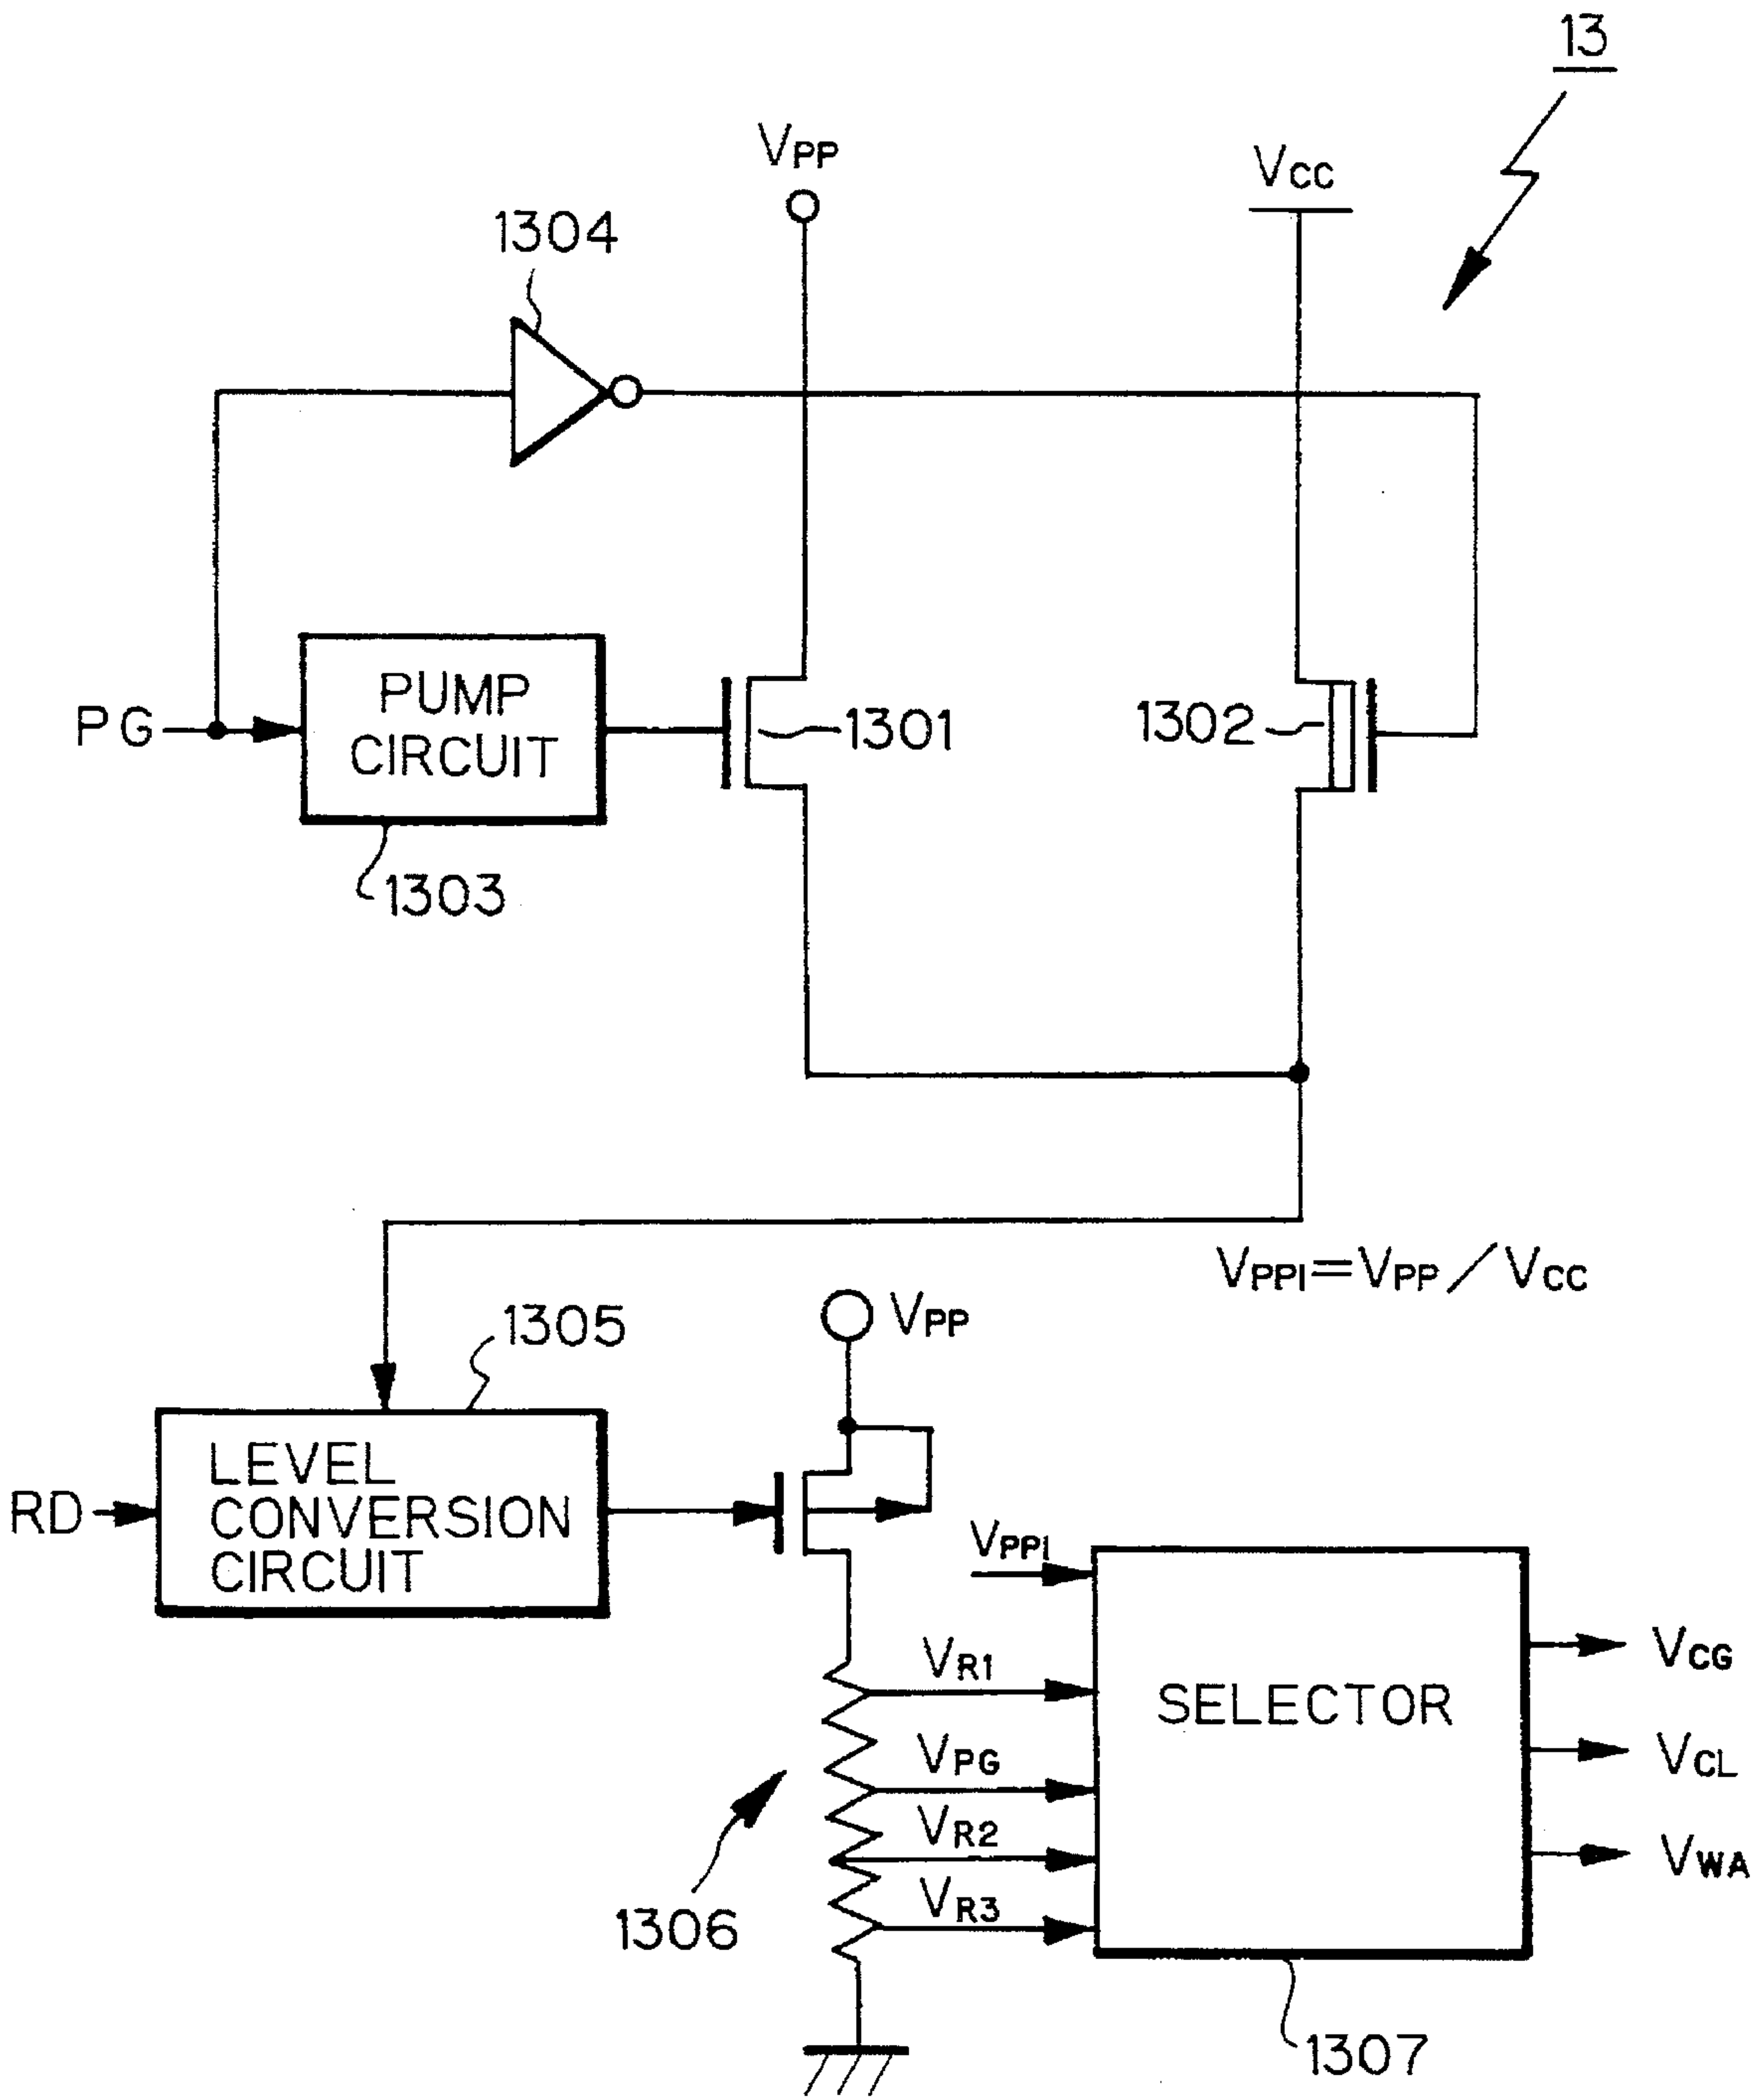 13
VPP
VCC
1304
PG
PUMP
CIRCUIT
1301
1302
1303
VPPI=VPP/VCC
1305
VPP
RD
LEVEL
CONVERSION
CIRCUIT
VPPI
VR1
VCG
SELECTOR
VPG
VCL
VR2
VWA
VR3
1306
1307